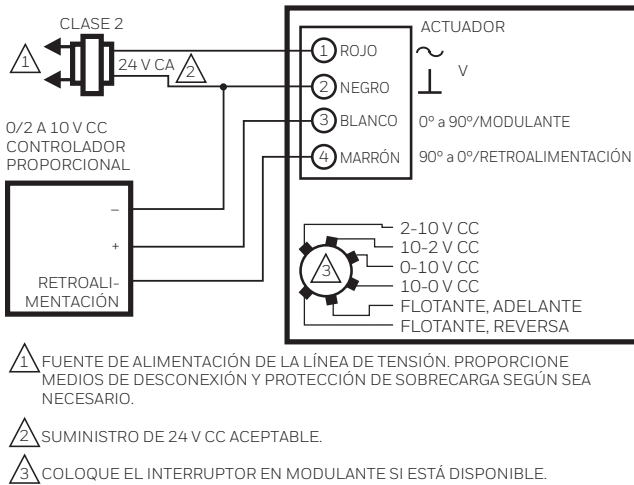 CLASE 2
1
24 V CA
2
0/2 A 10 V CC
CONTROLADOR
PROPORCIONAL
–
+
RETROALI-
MENTACIÓN
ACTUADOR
1 ROJO
2 NEGRO
V
3 BLANCO 0° a 90°/MODULANTE
4 MARRÓN 90° a 0°/RETROALIMENTACIÓN
3
2-10 V CC
10-2 V CC
0-10 V CC
10-0 V CC
FLOTANTE, ADELANTE
FLOTANTE, REVERSA
1 FUENTE DE ALIMENTACIÓN DE LA LÍNEA DE TENSIÓN. PROPORCIONE
MEDIOS DE DESCONEXIÓN Y PROTECCIÓN DE SOBRECARGA SEGÚN SEA
NECESARIO.
2 SUMINISTRO DE 24 V CC ACEPTABLE.
3 COLOQUE EL INTERRUPTOR EN MODULANTE SI ESTÁ DISPONIBLE.